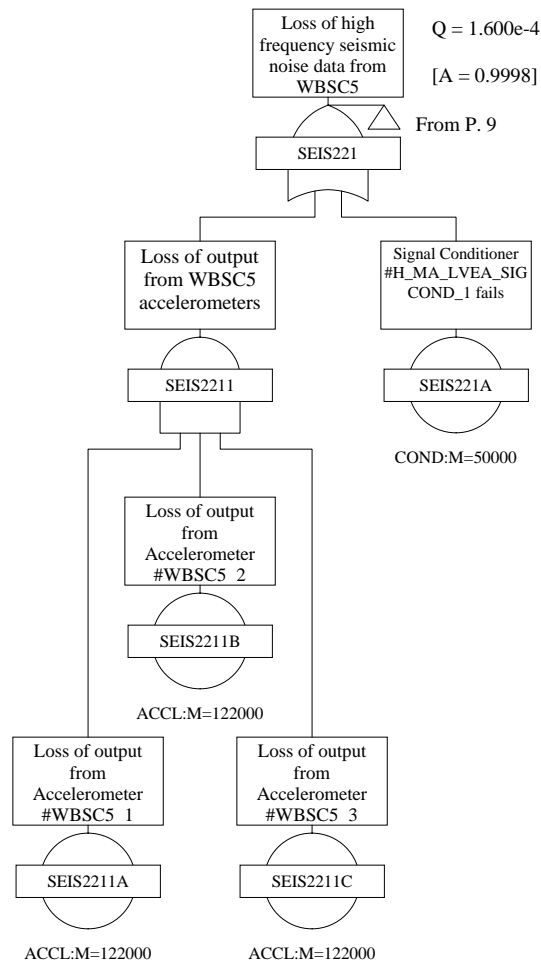 Loss of high
frequency seismic
noise data from
WBSC5
Q = 1.600e-4
[A = 0.9998]
From P. 9
SEIS221
Loss of output
from WBSC5
accelerometers
SEIS2211
Signal Conditioner
#H_MA_LVEA_SIG
COND_1 fails
SEIS221A
COND:M=50000
Loss of output
from
Accelerometer
#WBSC5_2
SEIS2211B
ACCL:M=122000
Loss of output
from
Accelerometer
#WBSC5_1
SEIS2211A
ACCL:M=122000
Loss of output
from
Accelerometer
#WBSC5_3
SEIS2211C
ACCL:M=122000